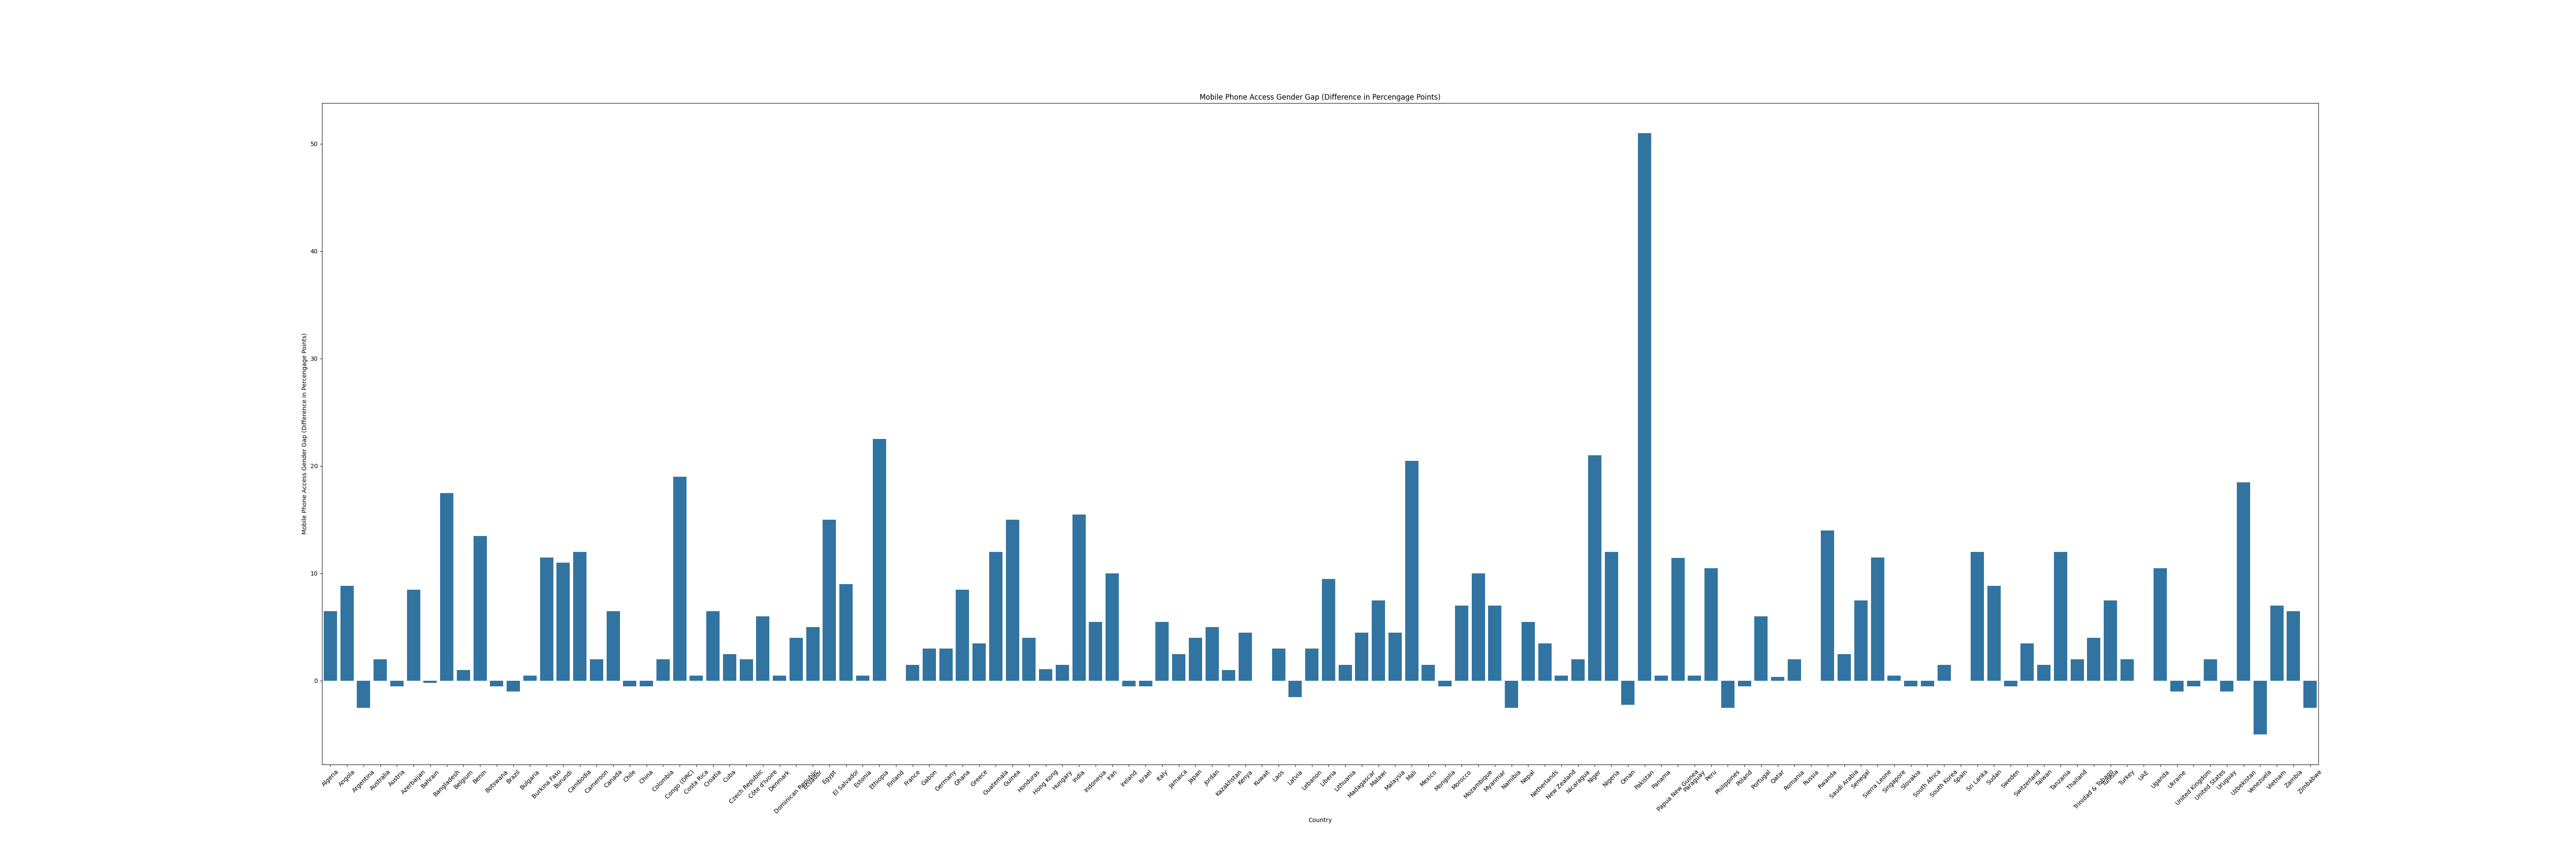 Mobile Phone Access Gender Gap (Difference in Percengage Points)
Mobile Phone Access Gender Gap (Difference in Percengage Points)
50
40
30
20
10
0
Algeria
Angola
Argentina
Australia
Austria
Azerbaijan
Bahrain
Bangladesh
Belgium
Benin
Botswana
Brazil
Bulgaria
Burkina Faso
Burundi
Cambodia
Cameroon
Canada
Chile
China
Colombia
Congo (DRC)
Costa Rica
Croatia
Cuba
Czech Republic
Côte d'Ivoire
Denmark
Dominican Republic
Ecuador
Egypt
El Salvador
Estonia
Ethiopia
Finland
France
Gabon
Germany
Ghana
Greece
Guatemala
Guinea
Honduras
Hong Kong
Hungary
India
Indonesia
Iran
Ireland
Israel
Italy
Jamaica
Japan
Jordan
Kazakhstan
Kenya
Kuwait
Laos
Latvia
Lebanon
Liberia
Lithuania
Madagascar
Malawi
Malaysia
Mali
Mexico
Mongolia
Morocco
Mozambique
Myanmar
Namibia
Nepal
Netherlands
New Zealand
Nicaragua
Niger
Nigeria
Oman
Pakistan
Panama
Papua New Guinea
Paraguay
Peru
Philippines
Poland
Portugal
Qatar
Romania
Russia
Rwanda
Saudi Arabia
Senegal
Sierra Leone
Singapore
Slovakia
South Africa
South Korea
Spain
Sri Lanka
Sudan
Sweden
Switzerland
Taiwan
Tanzania
Thailand
Trinidad & Tobago
Turkey
UAE
Uganda
Ukraine
United Kingdom
United States
Uruguay
Uzbekistan
Venezuela
Vietnam
Zambia
Zimbabwe
Country